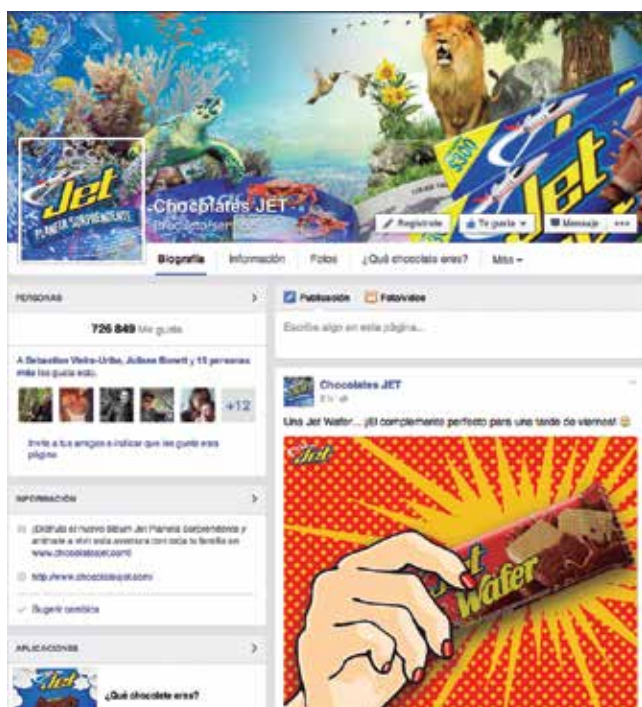 $300
Jet
Jet
PLANETA SORPRENDENTE
Chocolates JET
Regístrate
Te gusta
Mensaje
Biografía
Información
Fotos
¿Qué chocolate eres?
Más
PERSONAS
726 849 Me gusta
A Sebastian Vieira-Uribe, Juliana Bonett y 15 personas
más les gusta esto.
+12
Invita a tus amigos a indicar que les gusta esta
página
INFORMACIÓN
¡Disfruta el nuevo álbum Jet Planeta Sorprendente y
anímate a vivir esta aventura con toda tu familia en
www.chocolatesjet.com!
http://www.chocolatesjet.com/
Sugerir cambios
APLICACIONES
Jet
¿Qué chocolate eres?
Publicación
Foto/video
Escribe algo en esta página...
Chocolates JET
Una Jet Wafer... ¡El complemento perfecto para una tarde de viernes!
Jet
Jet
Wafer